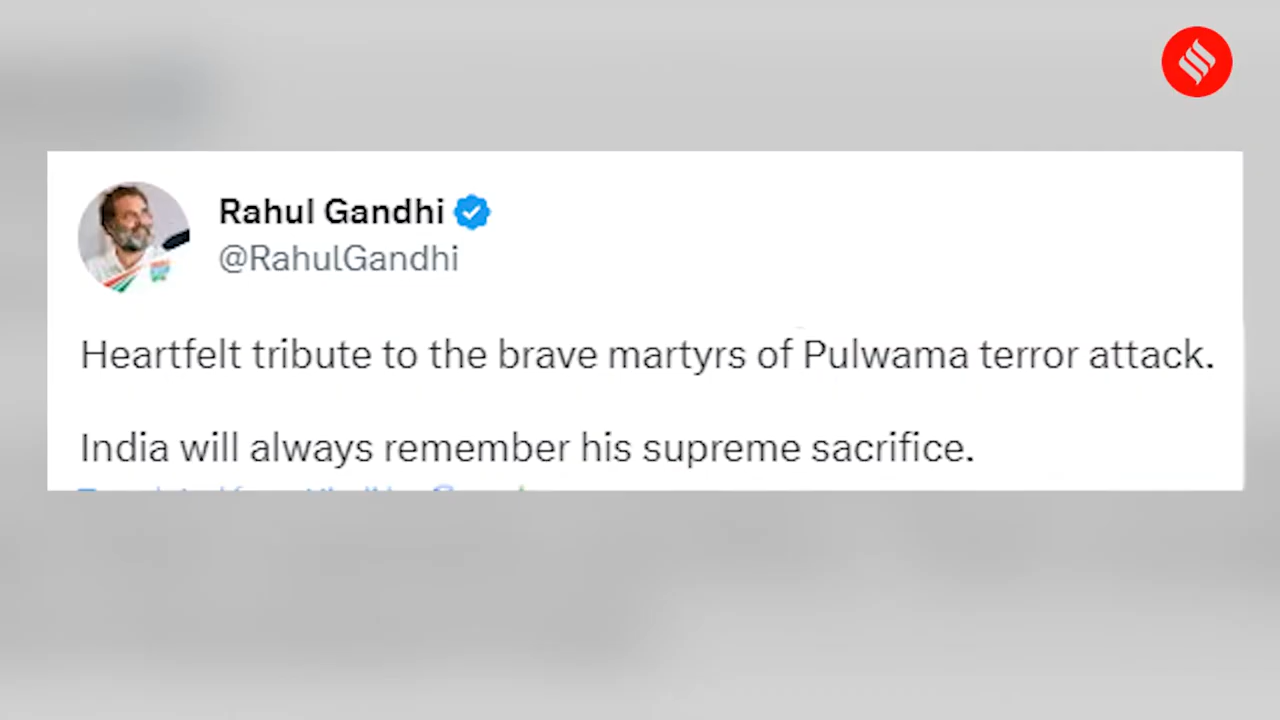 Rahul Gandhi
@RahulGandhi
Heartfelt tribute to the brave martyrs of Pulwama terror attack.
India will always remember his supreme sacrifice.